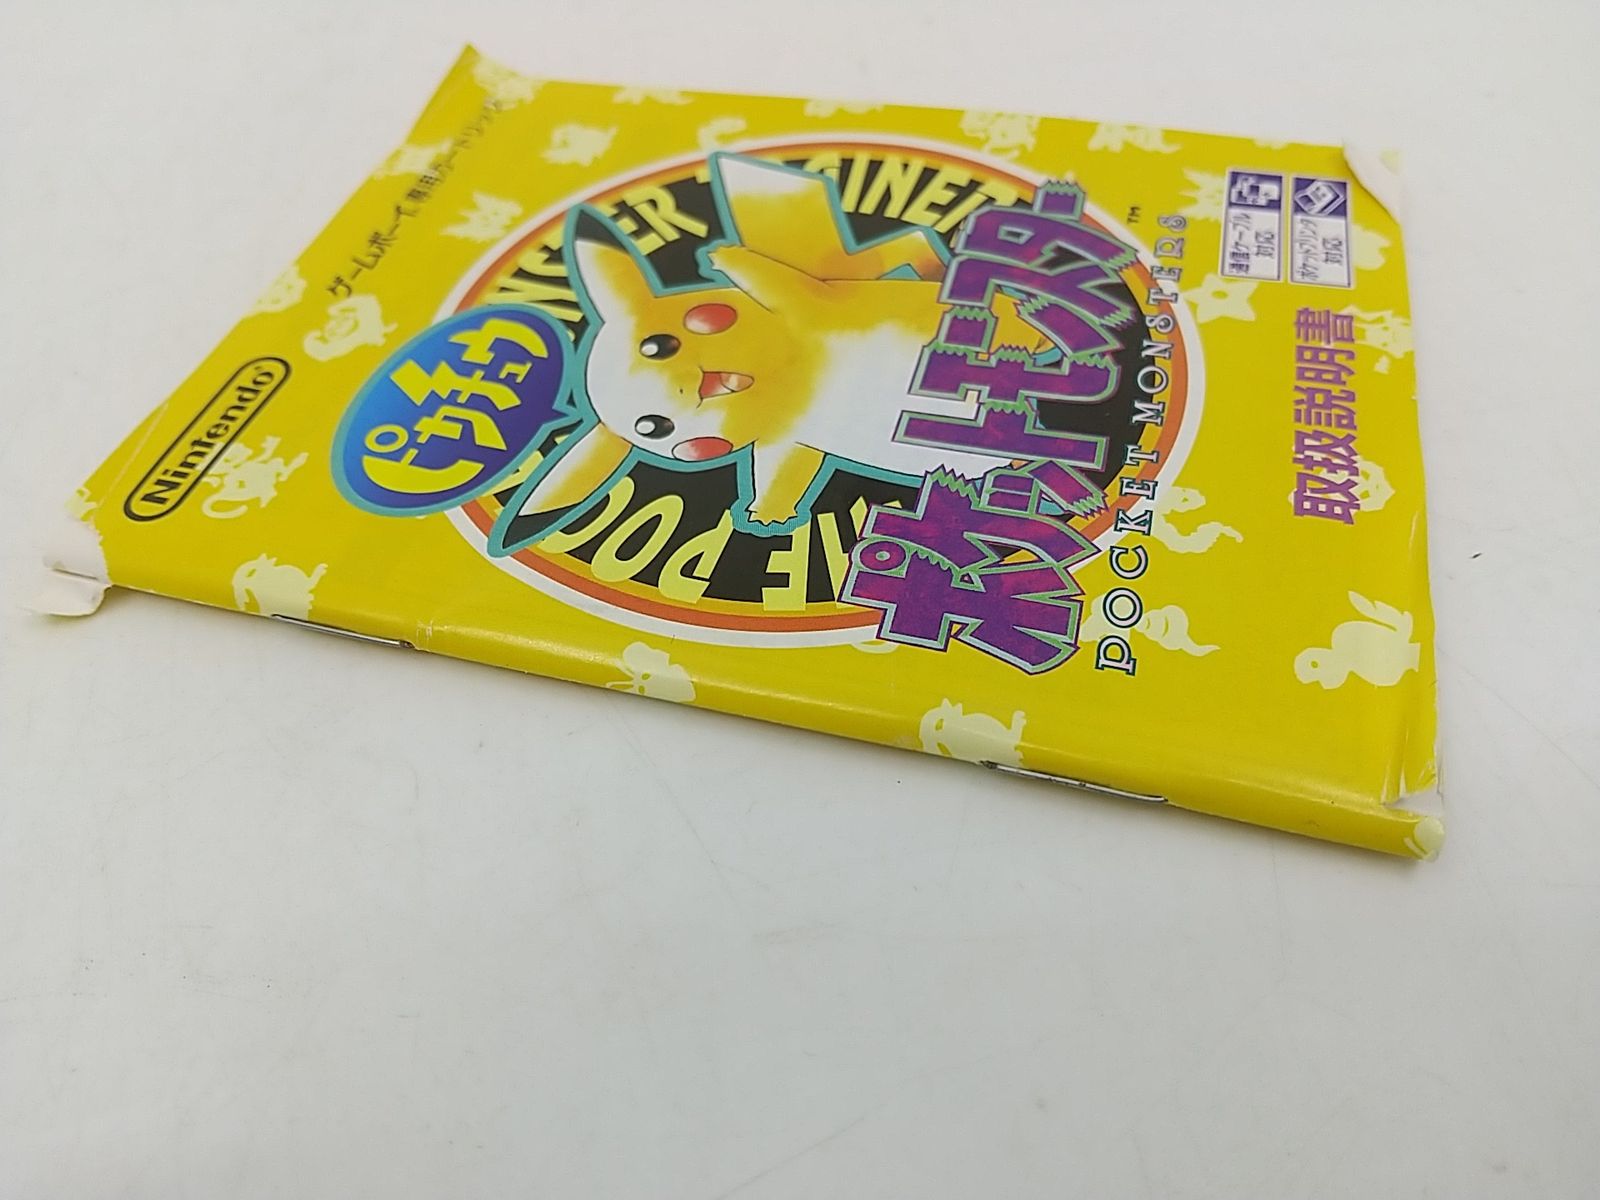 通信ケーブル
対応
ポケットプリンタ
対応
取扱説明書
ポケットモンスター
TM
POCKET MONSTERS
ピカチュウ
Nintendo®
ゲームボーイ専用カートリッジ